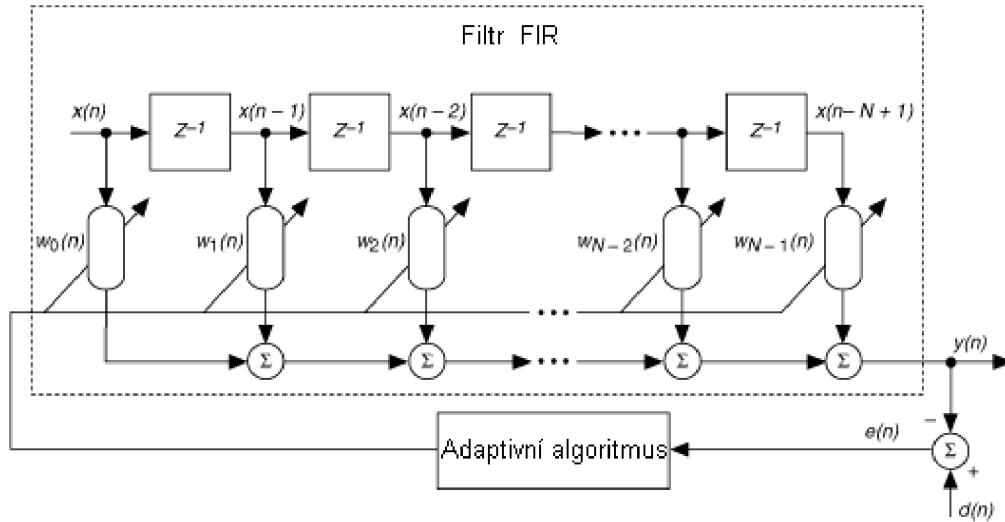 Filtr FIR
x(n) x(n - 1) x(n - 2) x(n- N + 1)
Z⁻¹ Z⁻¹ Z⁻¹ Z⁻¹
w₀(n) w₁(n) w₂(n) w_{N-2}(n) w_{N-1}(n)
Σ Σ Σ Σ
y(n)
−
e(n)
Adaptivní algoritmus
Σ
+
d(n)